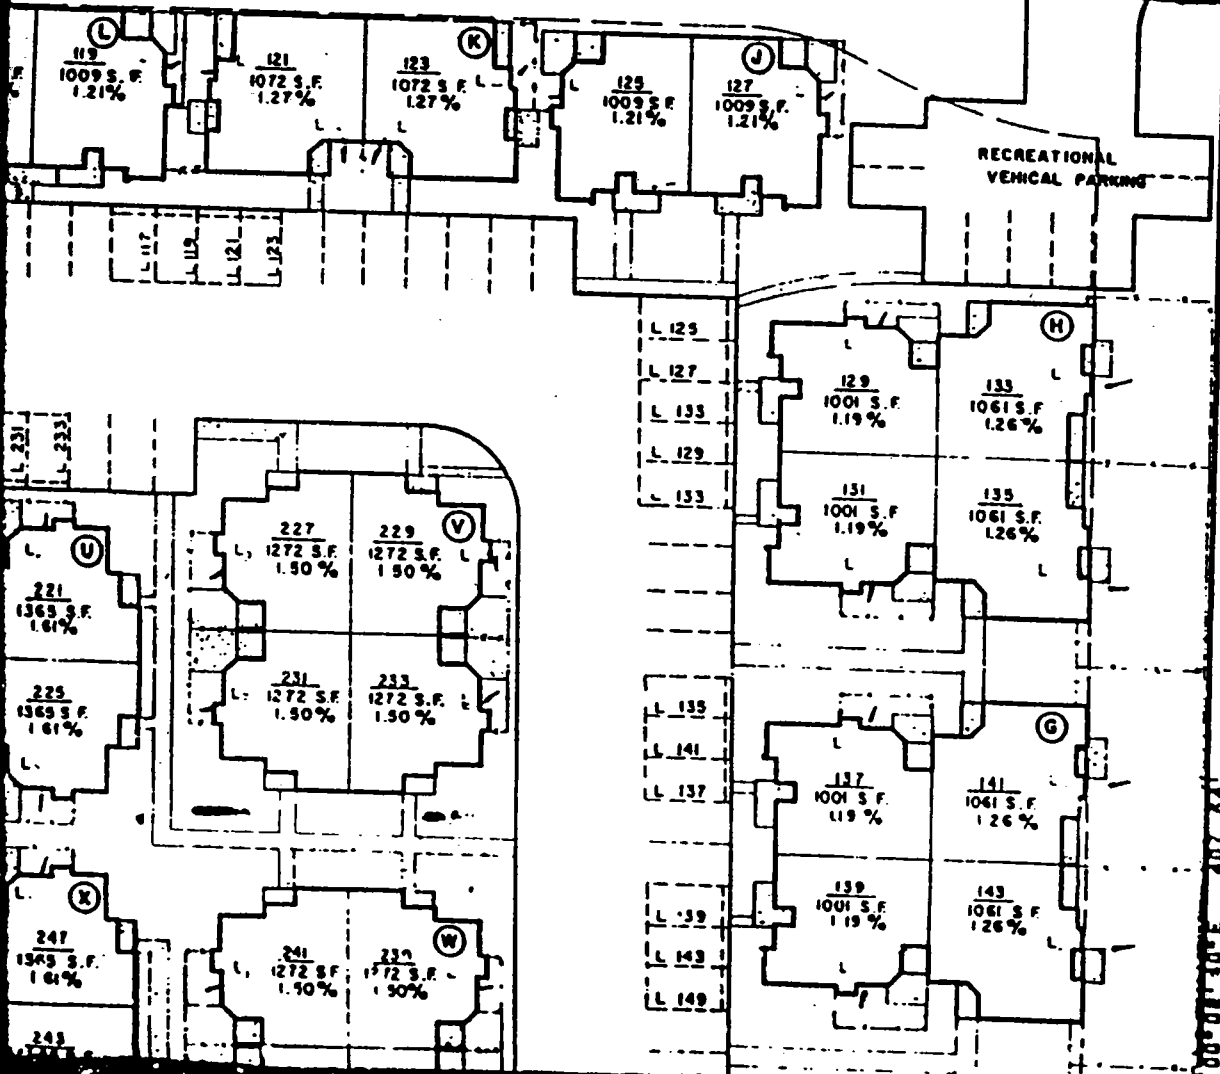 L
119
1009 S.F.
1.21%
121
1072 S.F.
1.27%
K
123
1072 S.F.
1.27%
125
1009 S.F.
1.21%
J
127
1009 S.F.
1.21%
L
L
L
L
RECREATIONAL
VEHICAL PARKING
L 117
L 119
L 121
L 123
L 125
L 127
L 133
L 129
L 133
H
L
129
1001 S.F.
1.19%
L
133
1061 S.F
1.26%
131
1001 S.F
1.19%
L
135
1061 S.F.
1.26%
L
L 231
L 233
U
L.
221
1365 S.F.
1.61%
225
1365 S.F.
1.61%
L.
V
227
1272 S.F.
1.50%
229
1272 S.F.
1.50%
L
L
231
1272 S.F.
1.50%
233
1272 S.F.
1.50%
L
L
L 135
L 141
L 137
G
L
137
1001 S F.
1.19%
141
1061 S.F.
1.26%
139
1001 S F.
1.19%
143
1061 S F.
1.26%
L
L
X
L.
247
1365 S.F.
1.61%
245
W
241
1272 S.F
1.50%
239
1272 S.F.
1.50%
L
L 143
L 149